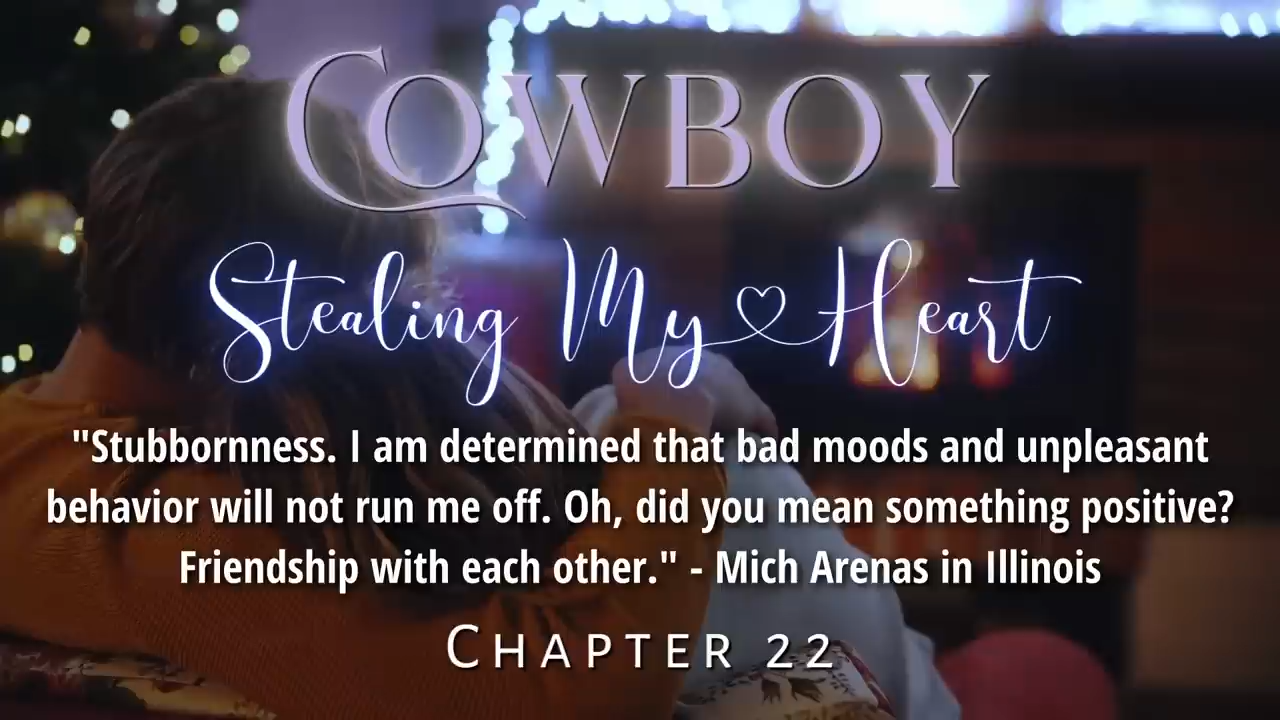 COWBOY
Stealing My Heart
"Stubbornness. I am determined that bad moods and unpleasant
behavior will not run me off. Oh, did you mean something positive?
Friendship with each other." - Mich Arenas in Illinois
CHAPTER 22